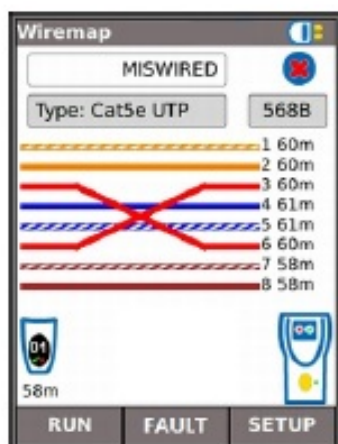 Wiremap
MISWIRED
Type: Cat5e UTP 568B
1 60m
2 60m
3 60m
4 61m
5 61m
6 60m
7 58m
8 58m
01
58m
RUN FAULT SETUP